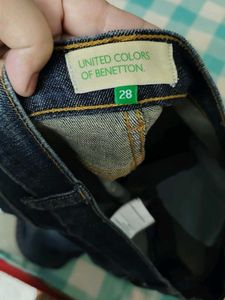 UNITED COLORS
OF BENETTON.
28